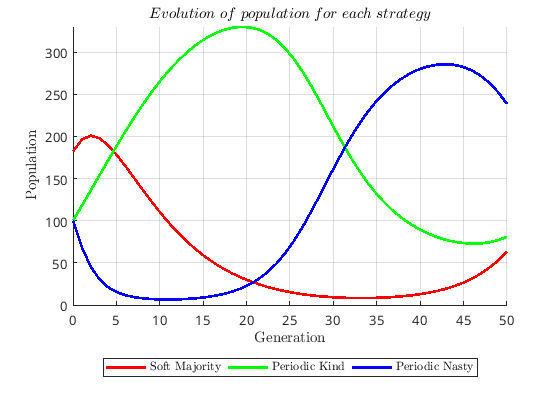 Evolution of population for each strategy
300
250
200
150
100
50
0
Population
0 5 10 15 20 25 30 35 40 45 50
Generation
Soft Majority Periodic Kind Periodic Nasty